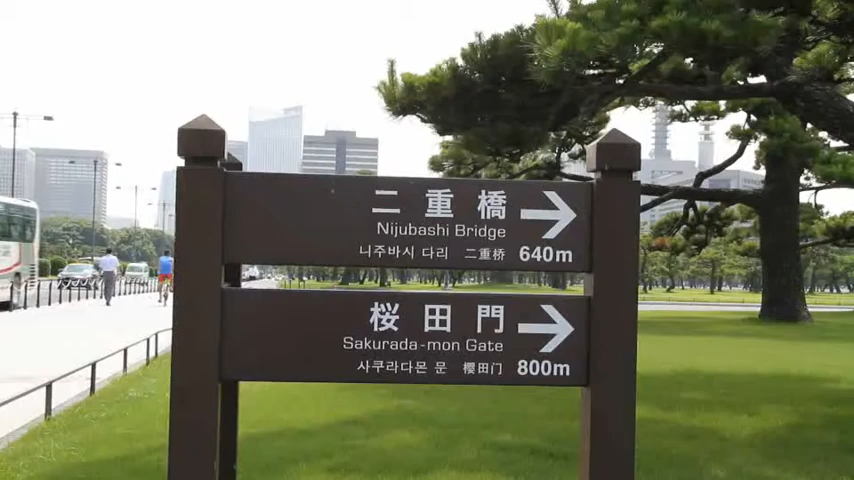 二重橋
Nijubashi Bridge
니주바시 다리 二重桥
640m
桜田門
Sakurada-mon Gate
사쿠라다몬 문 樱田门
800m